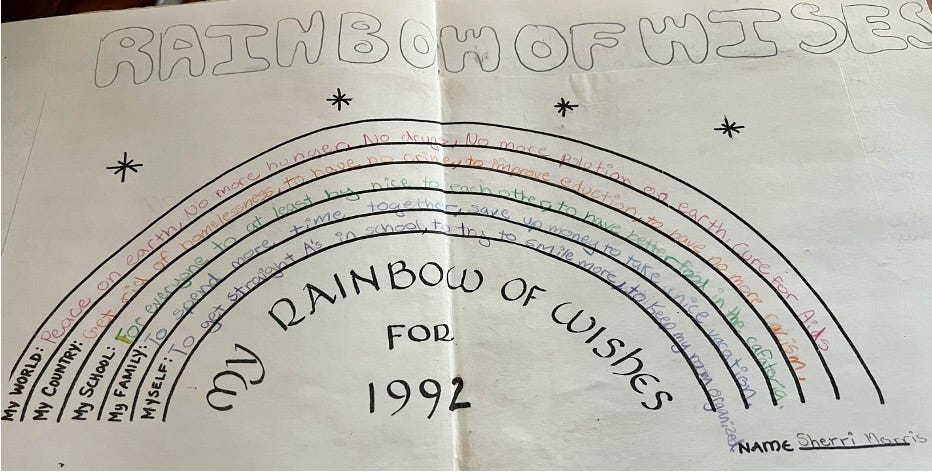 RAINBOW OF WISES
My WORLD: Peace on earth, No more hunger, No drugs, No more polution on earth, Cure for Aids
My COUNTRY: Get rid of homelessness, to have no crime, to improve eduction, to have no more racism,
My SCHOOL: For everyone to at least by nice to each other, to have better food in the cafateria.
My FAMILY: To spend more time together, save up money to take a nice vacation
MYSELF: To get straight A's in school, to try to smile more, to keep my room organized
My RAINBOW OF WISHES
FOR
1992
NAME Sherri Morris